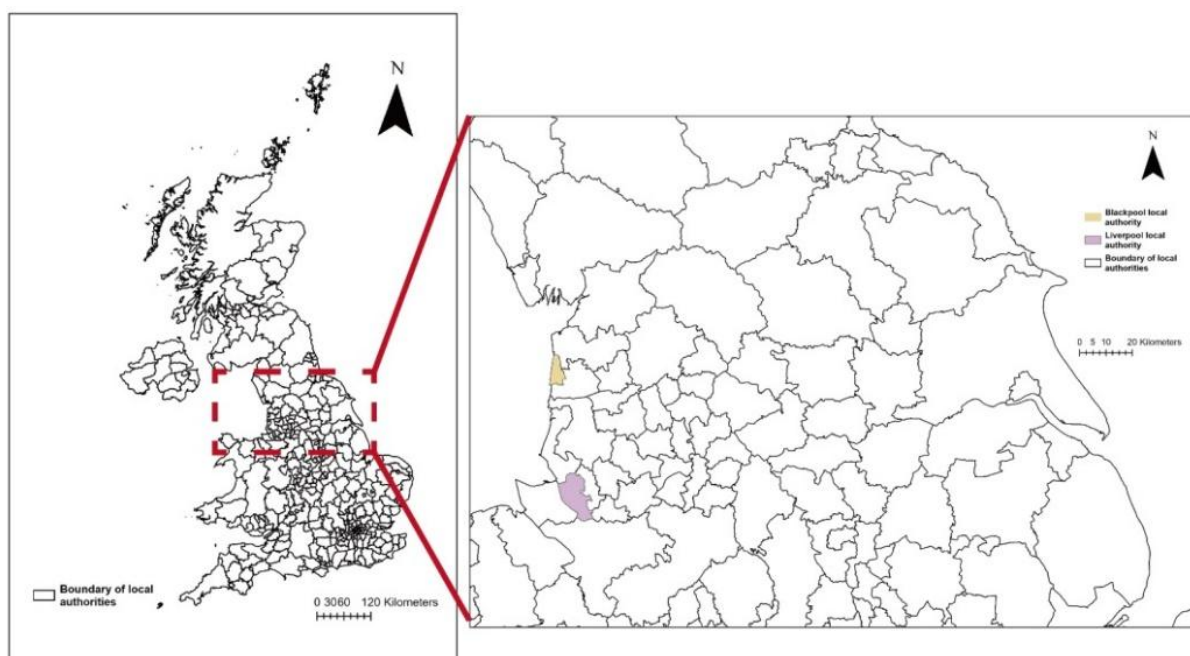 N
Boundary of local
authorities
0 3060 120 Kilometers
N
Blackpool local
authority
Liverpool local
authority
Boundary of local
authorities
0 5 10 20 Kilometers